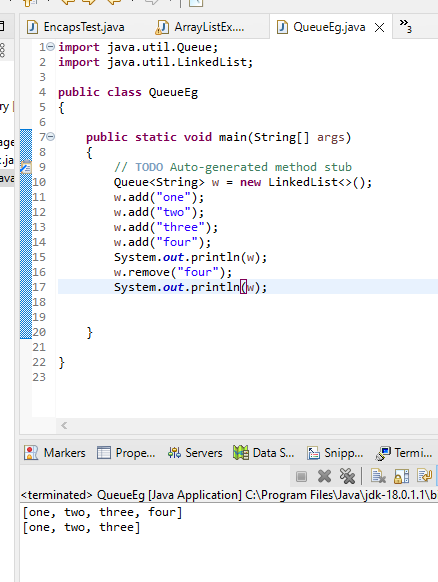 EncapsTest.java ArrayListEx.... QueueEg.java »3
1 import java.util.Queue;
2 import java.util.LinkedList;
3
4 public class QueueEg
5 {
6
7 public static void main(String[] args)
8 {
9 // TODO Auto-generated method stub
10 Queue<String> w = new LinkedList<>();
11 w.add("one");
12 w.add("two");
13 w.add("three");
14 w.add("four");
15 System.out.println(w);
16 w.remove("four");
17 System.out.println(w);
18
19
20 }
21
22 }
23
Markers Prope... Servers Data S... Snipp... Termi...
<terminated> QueueEg [Java Application] C:\Program Files\Java\jdk-18.0.1.1\b
[one, two, three, four]
[one, two, three]